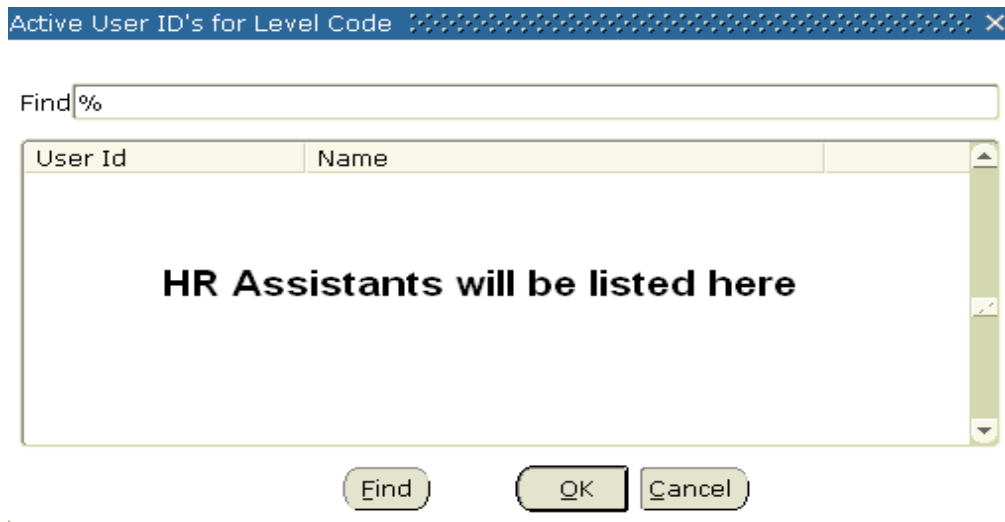 Active User ID's for Level Code
Find %
User Id Name
HR Assistants will be listed here
Find OK Cancel